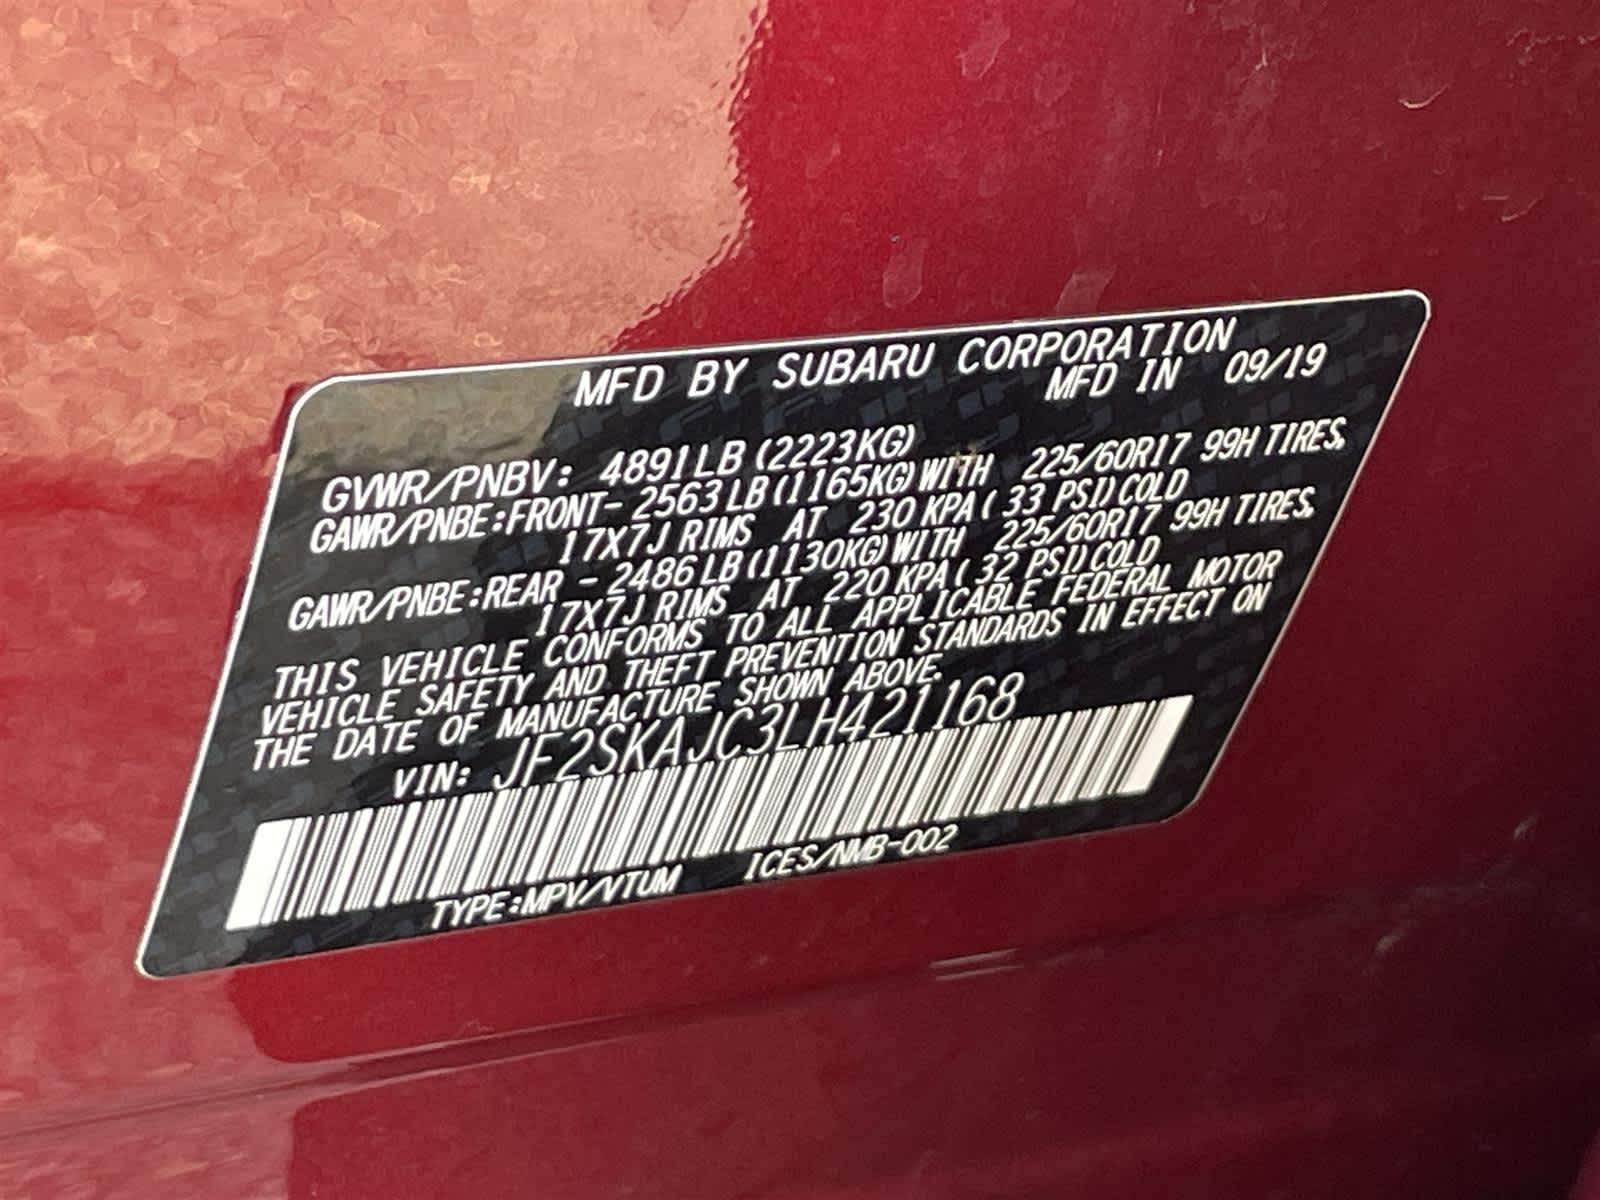 MFD BY SUBARU CORPORATION
MFD IN 09/19
GVWR/PNBV: 4891LB (2223KG)
GAWR/PNBE:FRONT- 2563LB(1165KG)WITH 225/60R17 99H TIRES,
17X7J RIMS AT 230 KPA( 33 PSI)COLD
GAWR/PNBE:REAR - 2486LB(1130KG)WITH 225/60R17 99H TIRES,
17X7J RIMS AT 220 KPA( 32 PSI)COLD
THIS VEHICLE CONFORMS TO ALL APPLICABLE FEDERAL MOTOR
VEHICLE SAFETY AND THEFT PREVENTION STANDARDS IN EFFECT ON
THE DATE OF MANUFACTURE SHOWN ABOVE.
VIN: JF2SKAJC3LH421168
TYPE:MPV/VTUM ICES/NMB-002